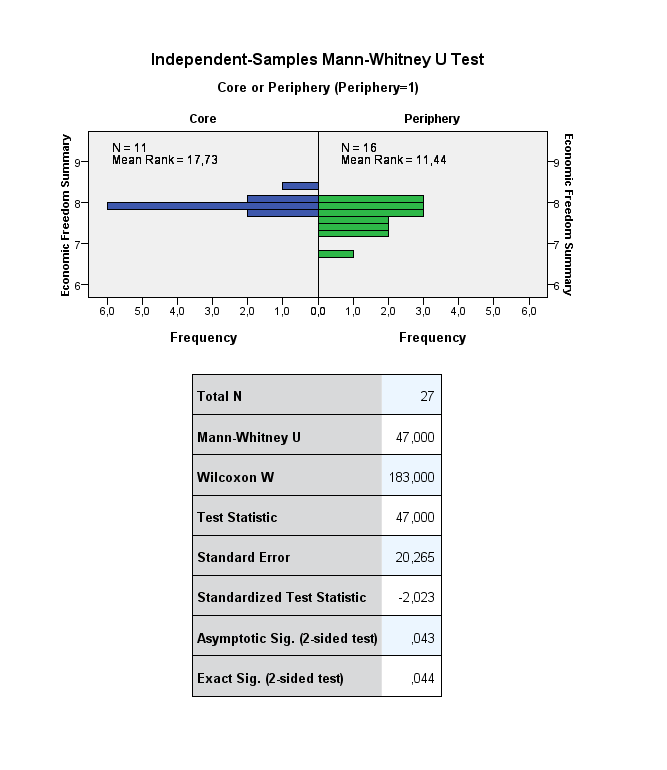 Independent-Samples Mann-Whitney U Test
Core or Periphery (Periphery=1)
Core Periphery
N = 11
Mean Rank = 17,73
N = 16
Mean Rank = 11,44
Economic Freedom Summary
9
8
7
6
9
8
7
6
Economic Freedom Summary
6,0 5,0 4,0 3,0 2,0 1,0 0,0 0,0 1,0 2,0 3,0 4,0 5,0 6,0
Frequency Frequency
Total N 27
Mann-Whitney U 47,000
Wilcoxon W 183,000
Test Statistic 47,000
Standard Error 20,265
Standardized Test Statistic -2,023
Asymptotic Sig. (2-sided test) ,043
Exact Sig. (2-sided test) ,044